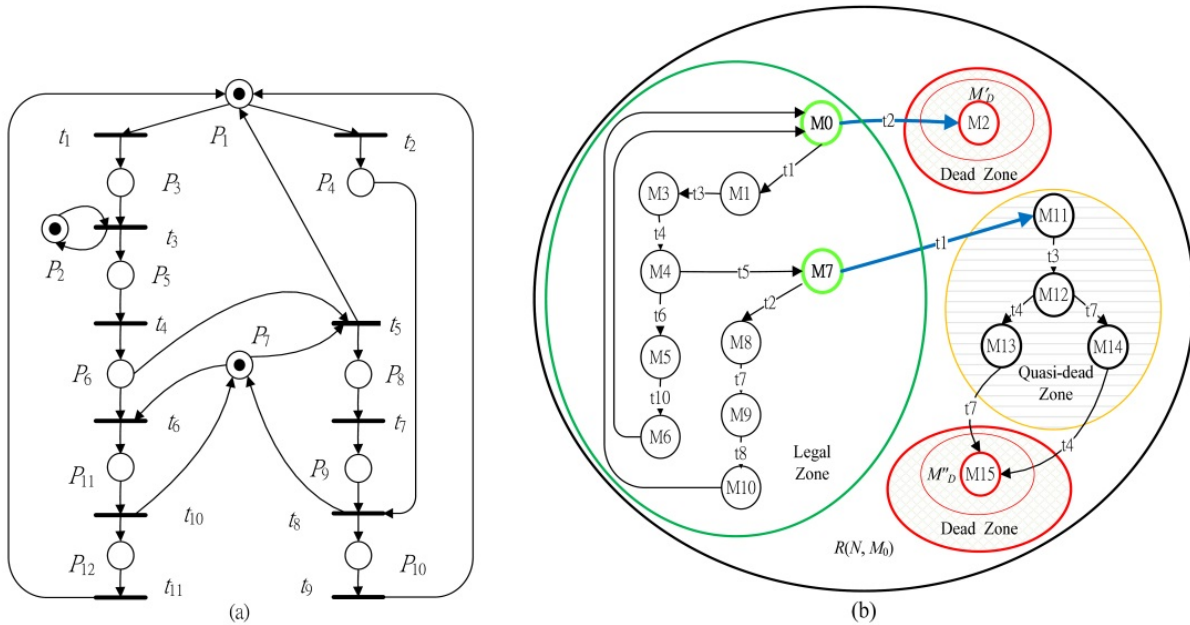 P1
t1
t2
P3
P4
P2
t3
P5
t4
P7
t5
P6
P8
t6
t7
P11
P9
t10
t8
P12
P10
t11
t9
(a)
M0
t2
M'D
M2
Dead Zone
t1
M3
t3
M1
t4
M4
t5
M7
t1
M11
t3
M12
t4
t7
M13
M14
Quasi-dead
Zone
t6
t2
M5
M8
t10
t7
M6
M9
t8
M10
Legal
Zone
t7
t4
M"D
M15
Dead Zone
R(N, M0)
(b)